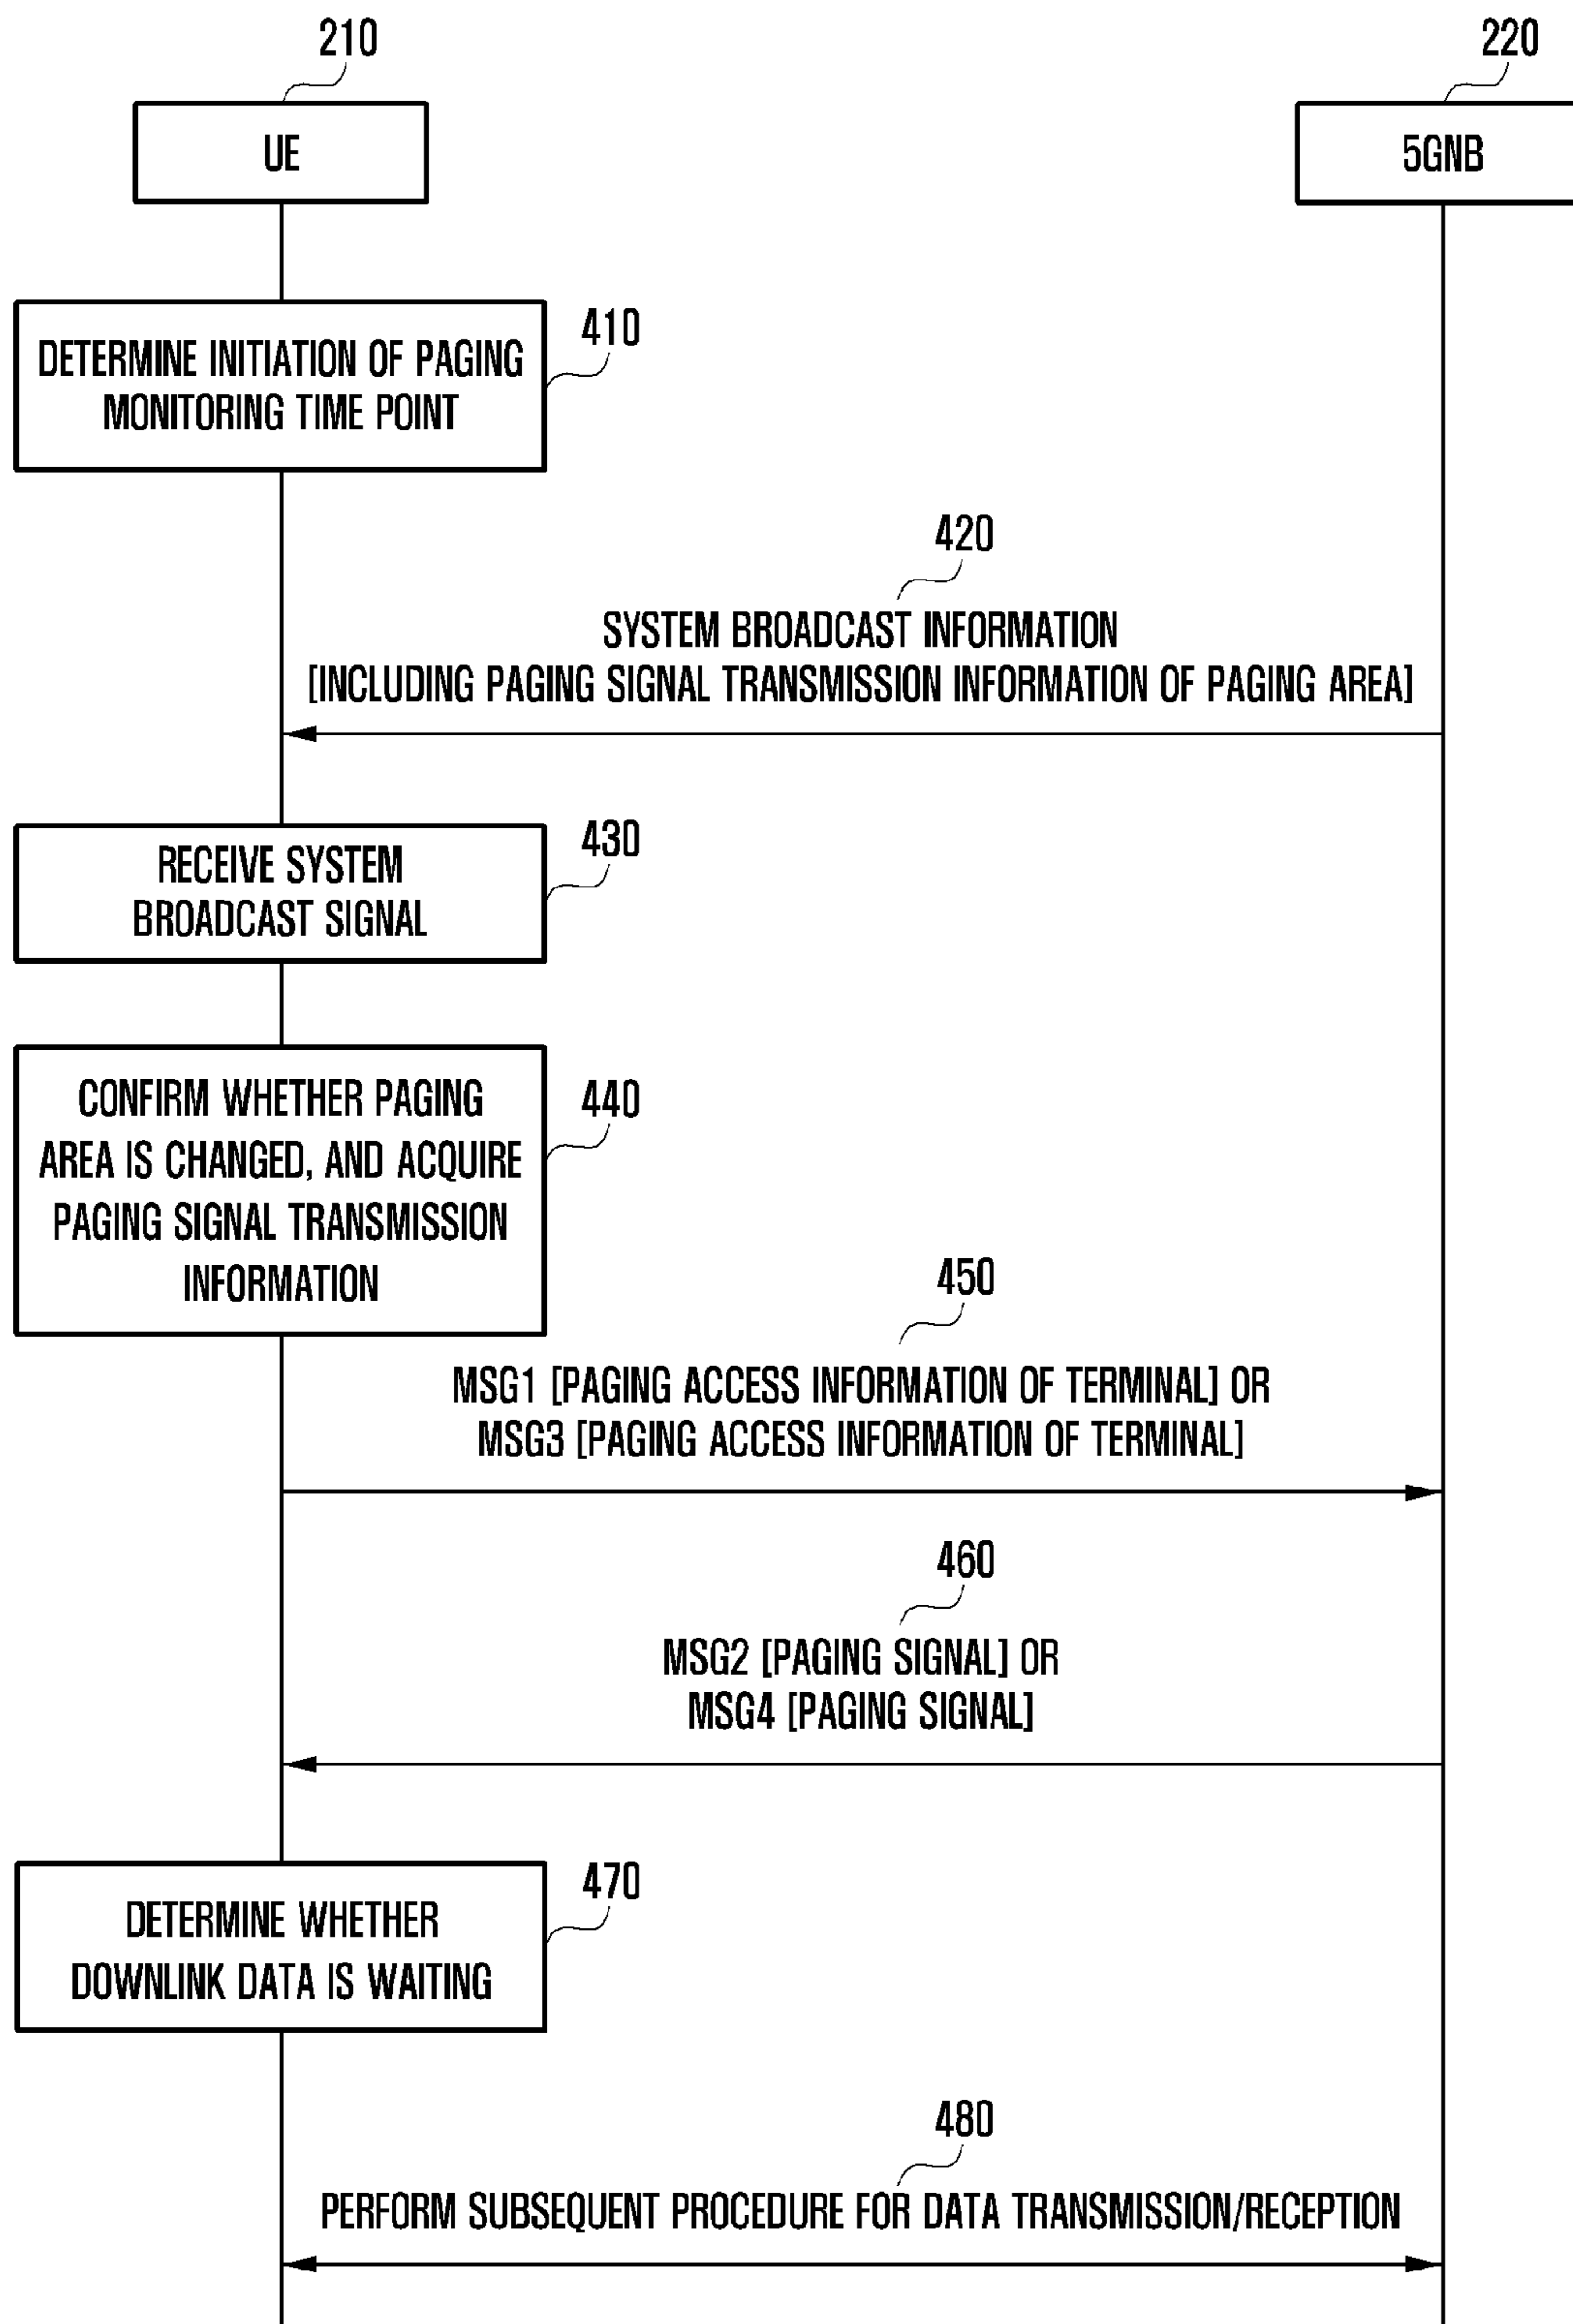 210
220
UE
5GNB
410
DETERMINE INITIATION OF PAGING
MONITORING TIME POINT
420
SYSTEM BROADCAST INFORMATION
[INCLUDING PAGING SIGNAL TRANSMISSION INFORMATION OF PAGING AREA]
430
RECEIVE SYSTEM
BROADCAST SIGNAL
440
CONFIRM WHETHER PAGING
AREA IS CHANGED, AND ACQUIRE
PAGING SIGNAL TRANSMISSION
INFORMATION
450
MSG1 [PAGING ACCESS INFORMATION OF TERMINAL] OR
MSG3 [PAGING ACCESS INFORMATION OF TERMINAL]
460
MSG2 [PAGING SIGNAL] OR
MSG4 [PAGING SIGNAL]
470
DETERMINE WHETHER
DOWNLINK DATA IS WAITING
480
PERFORM SUBSEQUENT PROCEDURE FOR DATA TRANSMISSION/RECEPTION